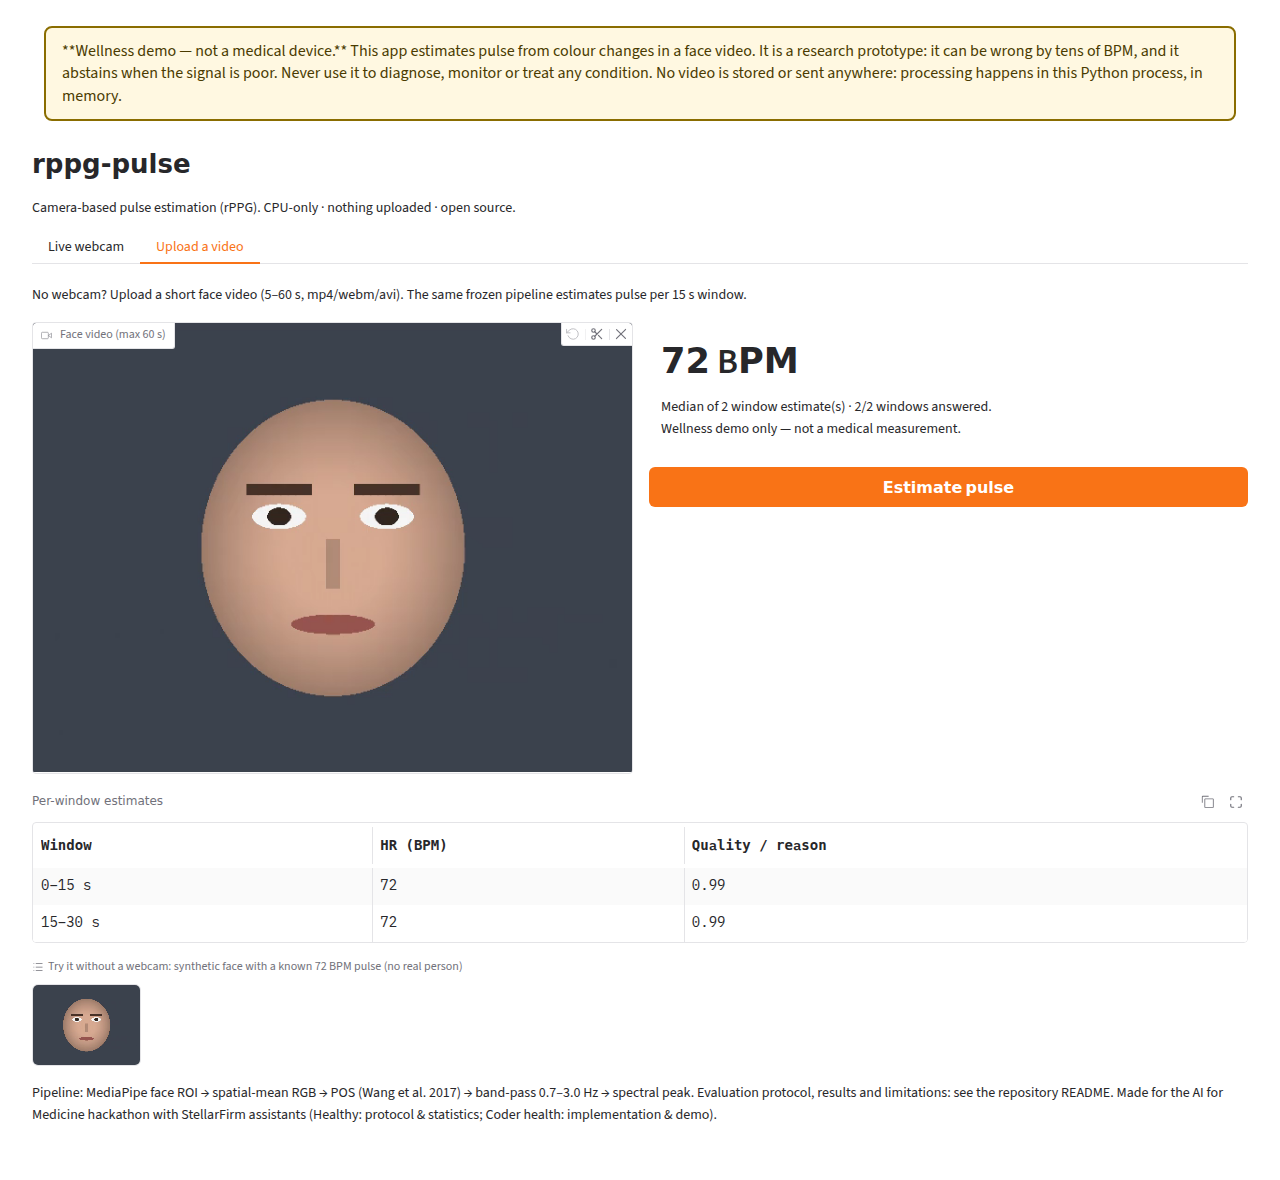 **Wellness demo — not a medical device.** This app estimates pulse from colour changes in a face video. It is a research prototype: it can be wrong by tens of BPM, and it
abstains when the signal is poor. Never use it to diagnose, monitor or treat any condition. No video is stored or sent anywhere: processing happens in this Python process, in
memory.
rppg-pulse
Camera-based pulse estimation (rPPG). CPU-only · nothing uploaded · open source.
Live webcam
Upload a video
No webcam? Upload a short face video (5–60 s, mp4/webm/avi). The same frozen pipeline estimates pulse per 15 s window.
Face video (max 60 s)
72 BPM
Median of 2 window estimate(s) · 2/2 windows answered.
Wellness demo only — not a medical measurement.
Estimate pulse
Per-window estimates
Window HR (BPM) Quality / reason
0–15 s 72 0.99
15–30 s 72 0.99
Try it without a webcam: synthetic face with a known 72 BPM pulse (no real person)
Pipeline: MediaPipe face ROI → spatial-mean RGB → POS (Wang et al. 2017) → band-pass 0.7–3.0 Hz → spectral peak. Evaluation protocol, results and limitations: see the repository README. Made for the AI for
Medicine hackathon with StellarFirm assistants (Healthy: protocol & statistics; Coder health: implementation & demo).